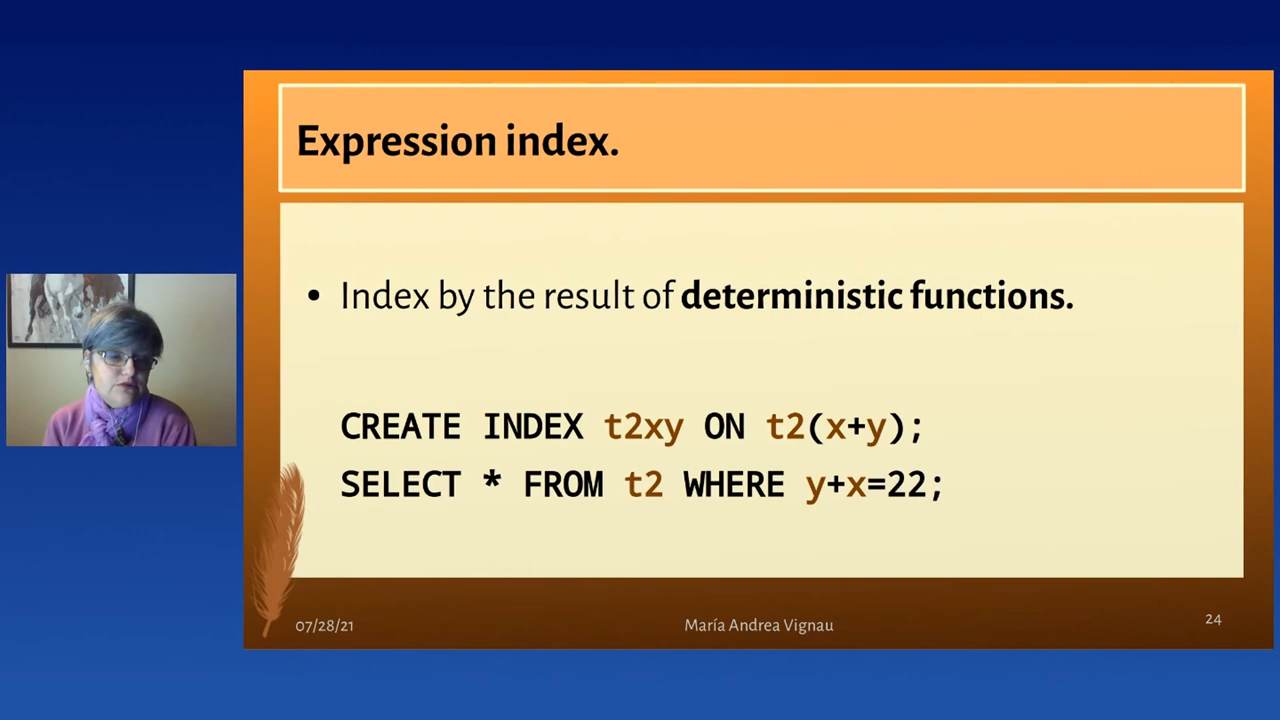 Expression index.
• Index by the result of deterministic functions.
CREATE INDEX t2xy ON t2(x+y);
SELECT * FROM t2 WHERE y+x=22;
07/28/21
María Andrea Vignau
24